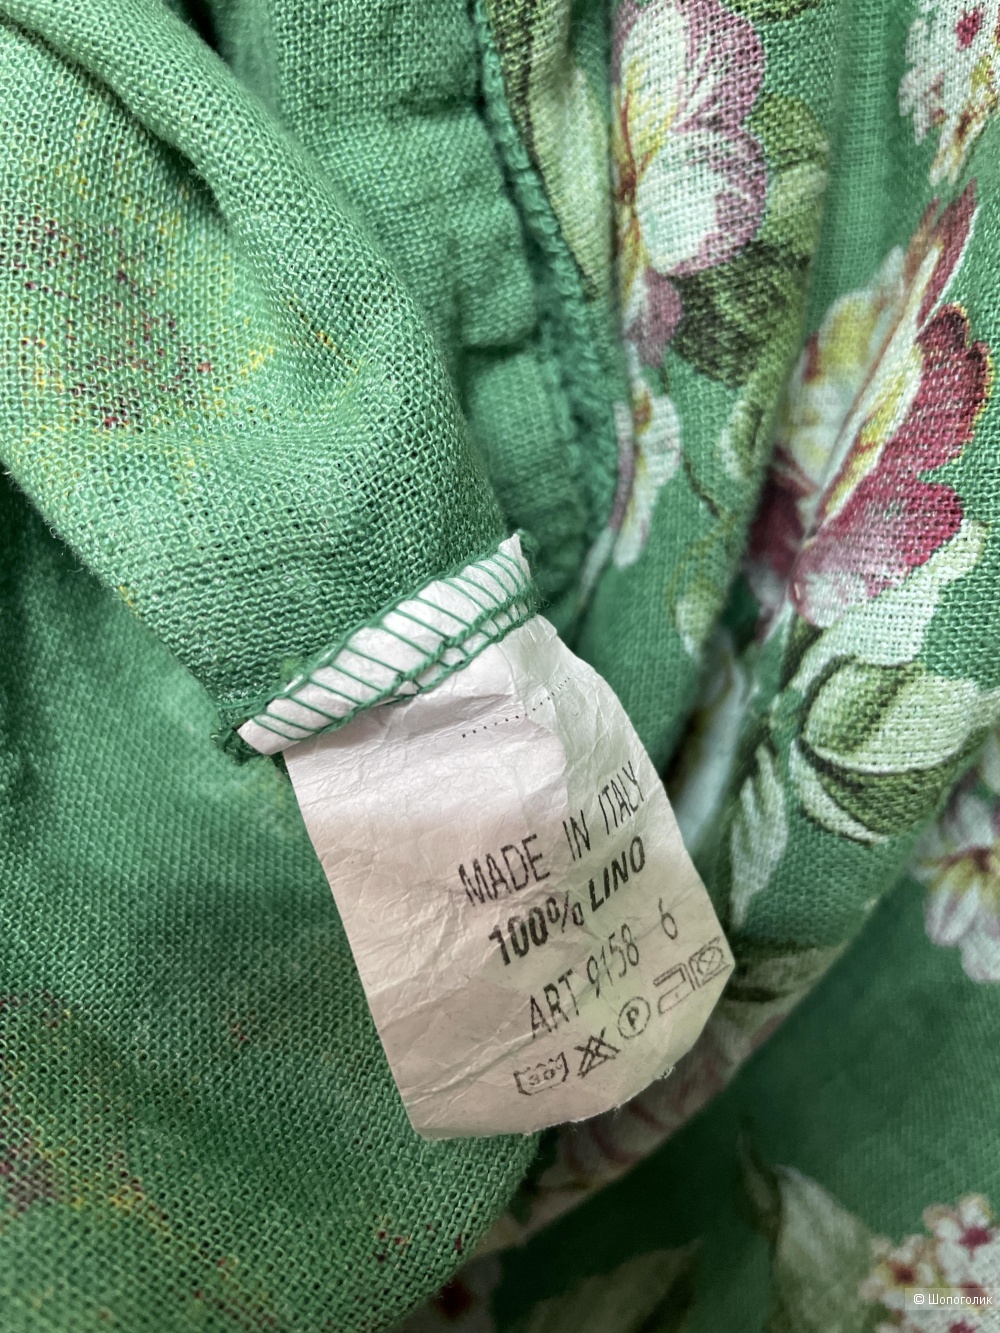 MADE IN ITALY
100% LINO
ART 9158 6
30° P
© Шопоголик